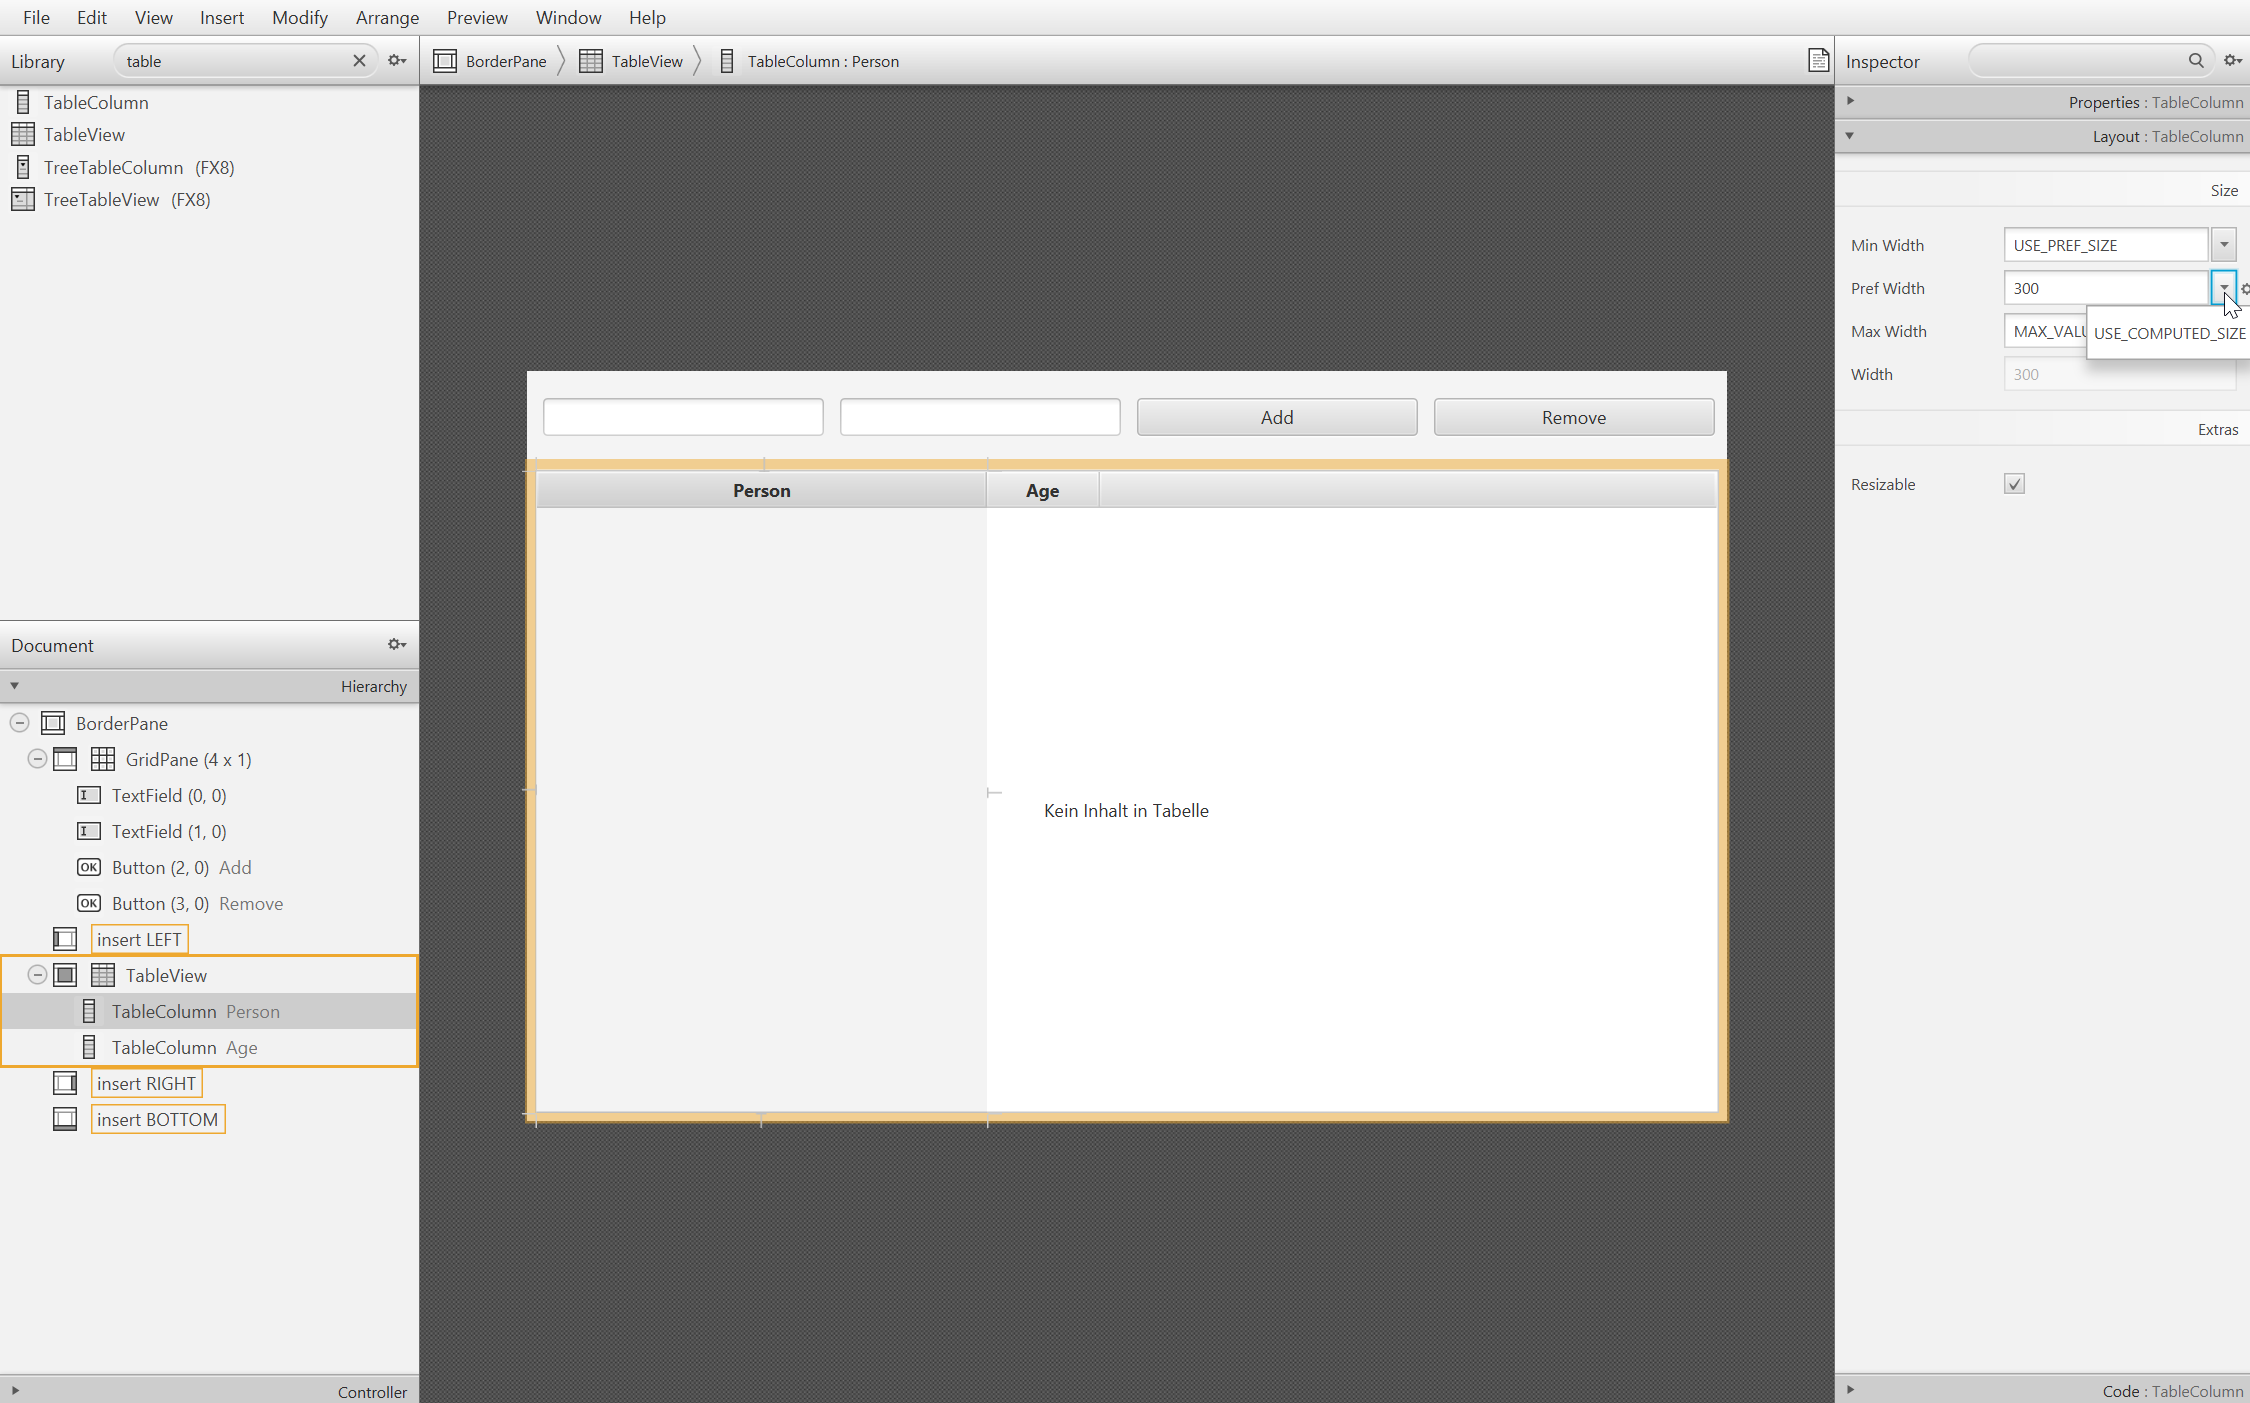 File Edit View Insert Modify Arrange Preview Window Help
Library table
TableColumn
TableView
TreeTableColumn (FX8)
TreeTableView (FX8)
Document
Hierarchy
BorderPane
GridPane (4 x 1)
TextField (0, 0)
TextField (1, 0)
OK Button (2, 0) Add
OK Button (3, 0) Remove
insert LEFT
TableView
TableColumn Person
TableColumn Age
insert RIGHT
insert BOTTOM
Controller
BorderPane TableView TableColumn : Person
Add Remove
Person Age
Kein Inhalt in Tabelle
Inspector
Properties : TableColumn
Layout : TableColumn
Size
Min Width USE_PREF_SIZE
Pref Width 300
Max Width MAX_VALU USE_COMPUTED_SIZE
Width 300
Extras
Resizable
Code : TableColumn